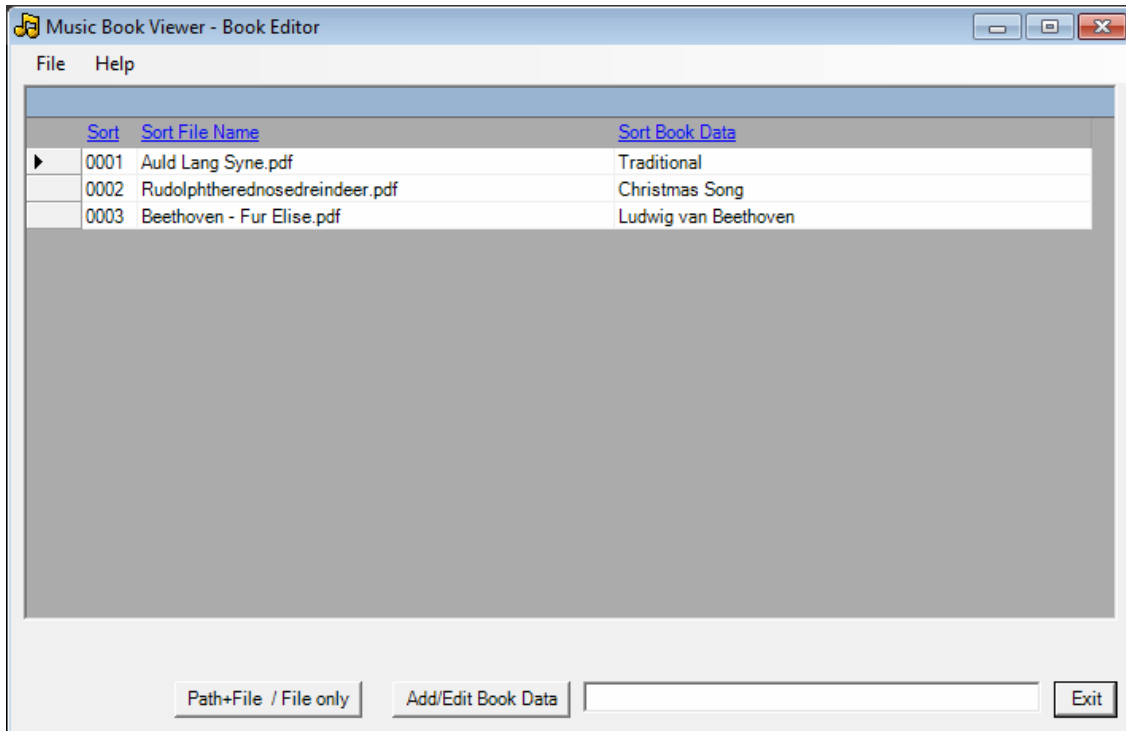 Music Book Viewer - Book Editor
File Help
Sort Sort File Name Sort Book Data
0001 Auld Lang Syne.pdf Traditional
0002 Rudolphtherednosedreindeer.pdf Christmas Song
0003 Beethoven - Fur Elise.pdf Ludwig van Beethoven
Path+File / File only Add/Edit Book Data Exit